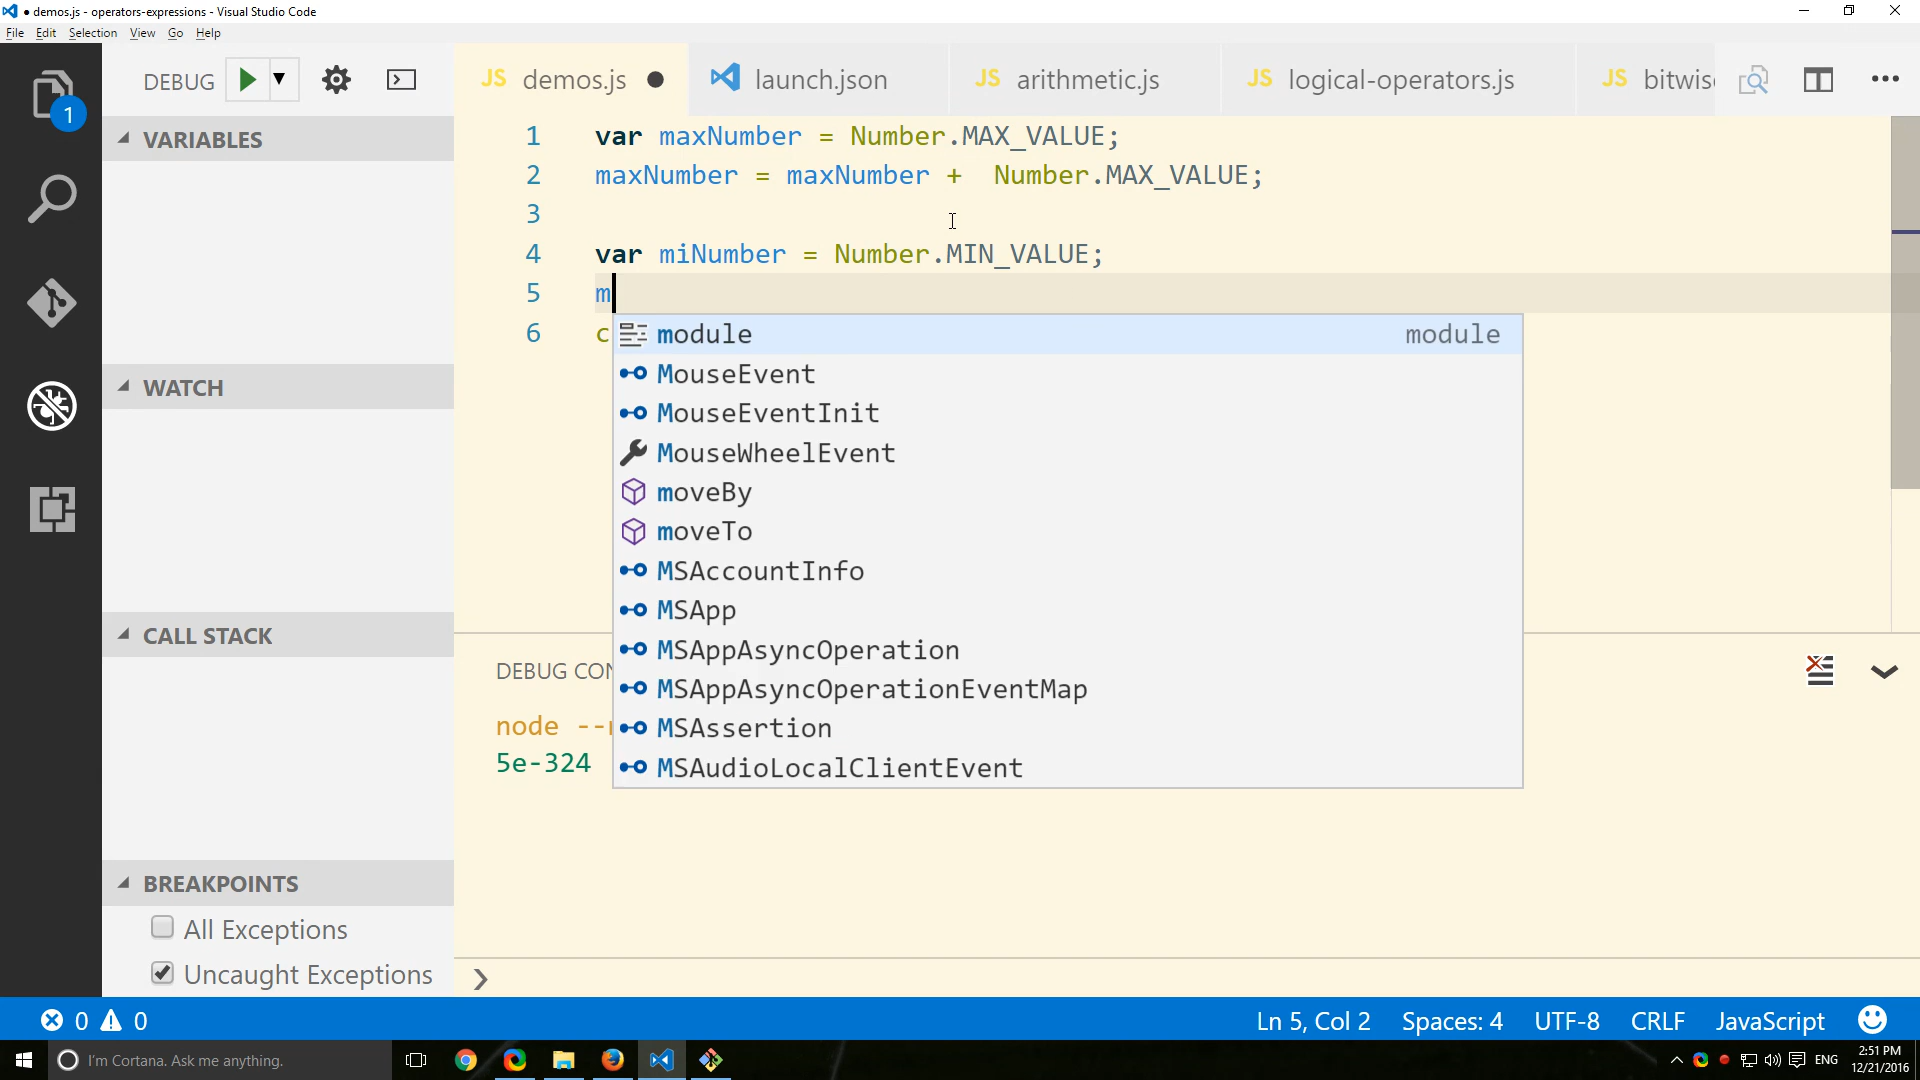 ● demos.js - operators-expressions - Visual Studio Code
File Edit Selection View Go Help
1
DEBUG
JS demos.js ●
launch.json
JS arithmetic.js
JS logical-operators.js
JS
VARIABLES
WATCH
CALL STACK
BREAKPOINTS
All Exceptions
Uncaught Exceptions
1 var maxNumber = Number.MAX_VALUE;
2 maxNumber = maxNumber +  Number.MAX_VALUE;
3
4 var miNumber = Number.MIN_VALUE;
5 m
6 c
module module
MouseEvent
MouseEventInit
MouseWheelEvent
moveBy
moveTo
MSAccountInfo
MSApp
MSAppAsyncOperation
MSAppAsyncOperationEventMap
MSAssertion
MSAudioLocalClientEvent
DEBUG
node
5e-324
0 0
Ln 5, Col 2 Spaces: 4 UTF-8 CRLF JavaScript
I'm Cortana. Ask me anything.
ENG
2:51 PM
12/21/2016